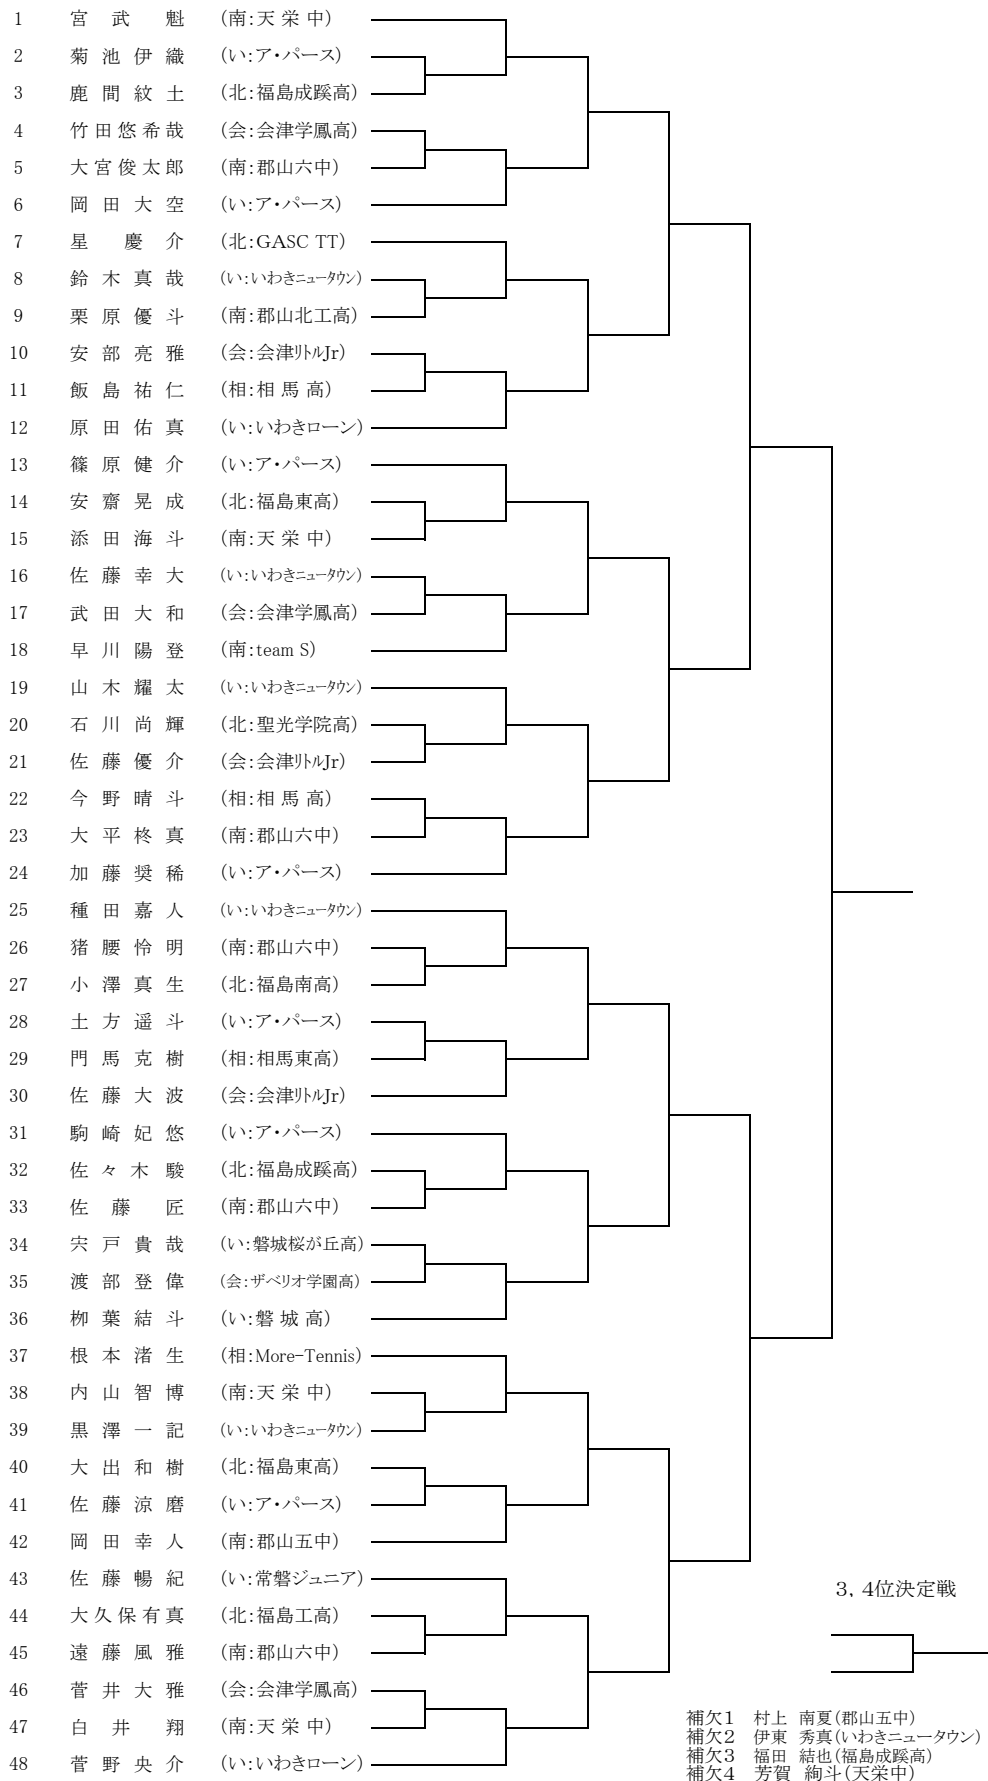 1 宮武 魁 (南:天栄中)
2 菊池伊織 (い:ア・パース)
3 鹿間紋土 (北:福島成蹊高)
4 竹田悠希哉 (会:会津学鳳高)
5 大宮俊太郎 (南:郡山六中)
6 岡田大空 (い:ア・パース)
7 星 慶介 (北:GASC TT)
8 鈴木真哉 (い:いわきニュータウン)
9 栗原優斗 (南:郡山北工高)
10 安部亮雅 (会:会津リトルJr)
11 飯島祐仁 (相:相馬高)
12 原田佑真 (い:いわきローン)
13 篠原健介 (い:ア・パース)
14 安齋晃成 (北:福島東高)
15 添田海斗 (南:天栄中)
16 佐藤幸大 (い:いわきニュータウン)
17 武田大和 (会:会津学鳳高)
18 早川陽登 (南:team S)
19 山木耀太 (い:いわきニュータウン)
20 石川尚輝 (北:聖光学院高)
21 佐藤優介 (会:会津リトルJr)
22 今野晴斗 (相:相馬高)
23 大平柊真 (南:郡山六中)
24 加藤奨稀 (い:ア・パース)
25 種田嘉人 (い:いわきニュータウン)
26 猪腰怜明 (南:郡山六中)
27 小澤真生 (北:福島南高)
28 土方遥斗 (い:ア・パース)
29 門馬克樹 (相:相馬東高)
30 佐藤大波 (会:会津リトルJr)
31 駒崎妃悠 (い:ア・パース)
32 佐々木駿 (北:福島成蹊高)
33 佐藤 匠 (南:郡山六中)
34 宍戸貴哉 (い:磐城桜が丘高)
35 渡部登偉 (会:ザベリオ学園高)
36 栁葉結斗 (い:磐城高)
37 根本渚生 (相:More-Tennis)
38 内山智博 (南:天栄中)
39 黒澤一記 (い:いわきニュータウン)
40 大出和樹 (北:福島東高)
41 佐藤涼磨 (い:ア・パース)
42 岡田幸人 (南:郡山五中)
43 佐藤暢紀 (い:常磐ジュニア)
44 大久保有真 (北:福島工高)
45 遠藤風雅 (南:郡山六中)
46 菅井大雅 (会:会津学鳳高)
47 白井 翔 (南:天栄中)
48 菅野央介 (い:いわきローン)
3, 4位決定戦
補欠1 村上 南夏(郡山五中)
補欠2 伊東 秀真(いわきニュータウン)
補欠3 福田 結也(福島成蹊高)
補欠4 芳賀 絢斗(天栄中)